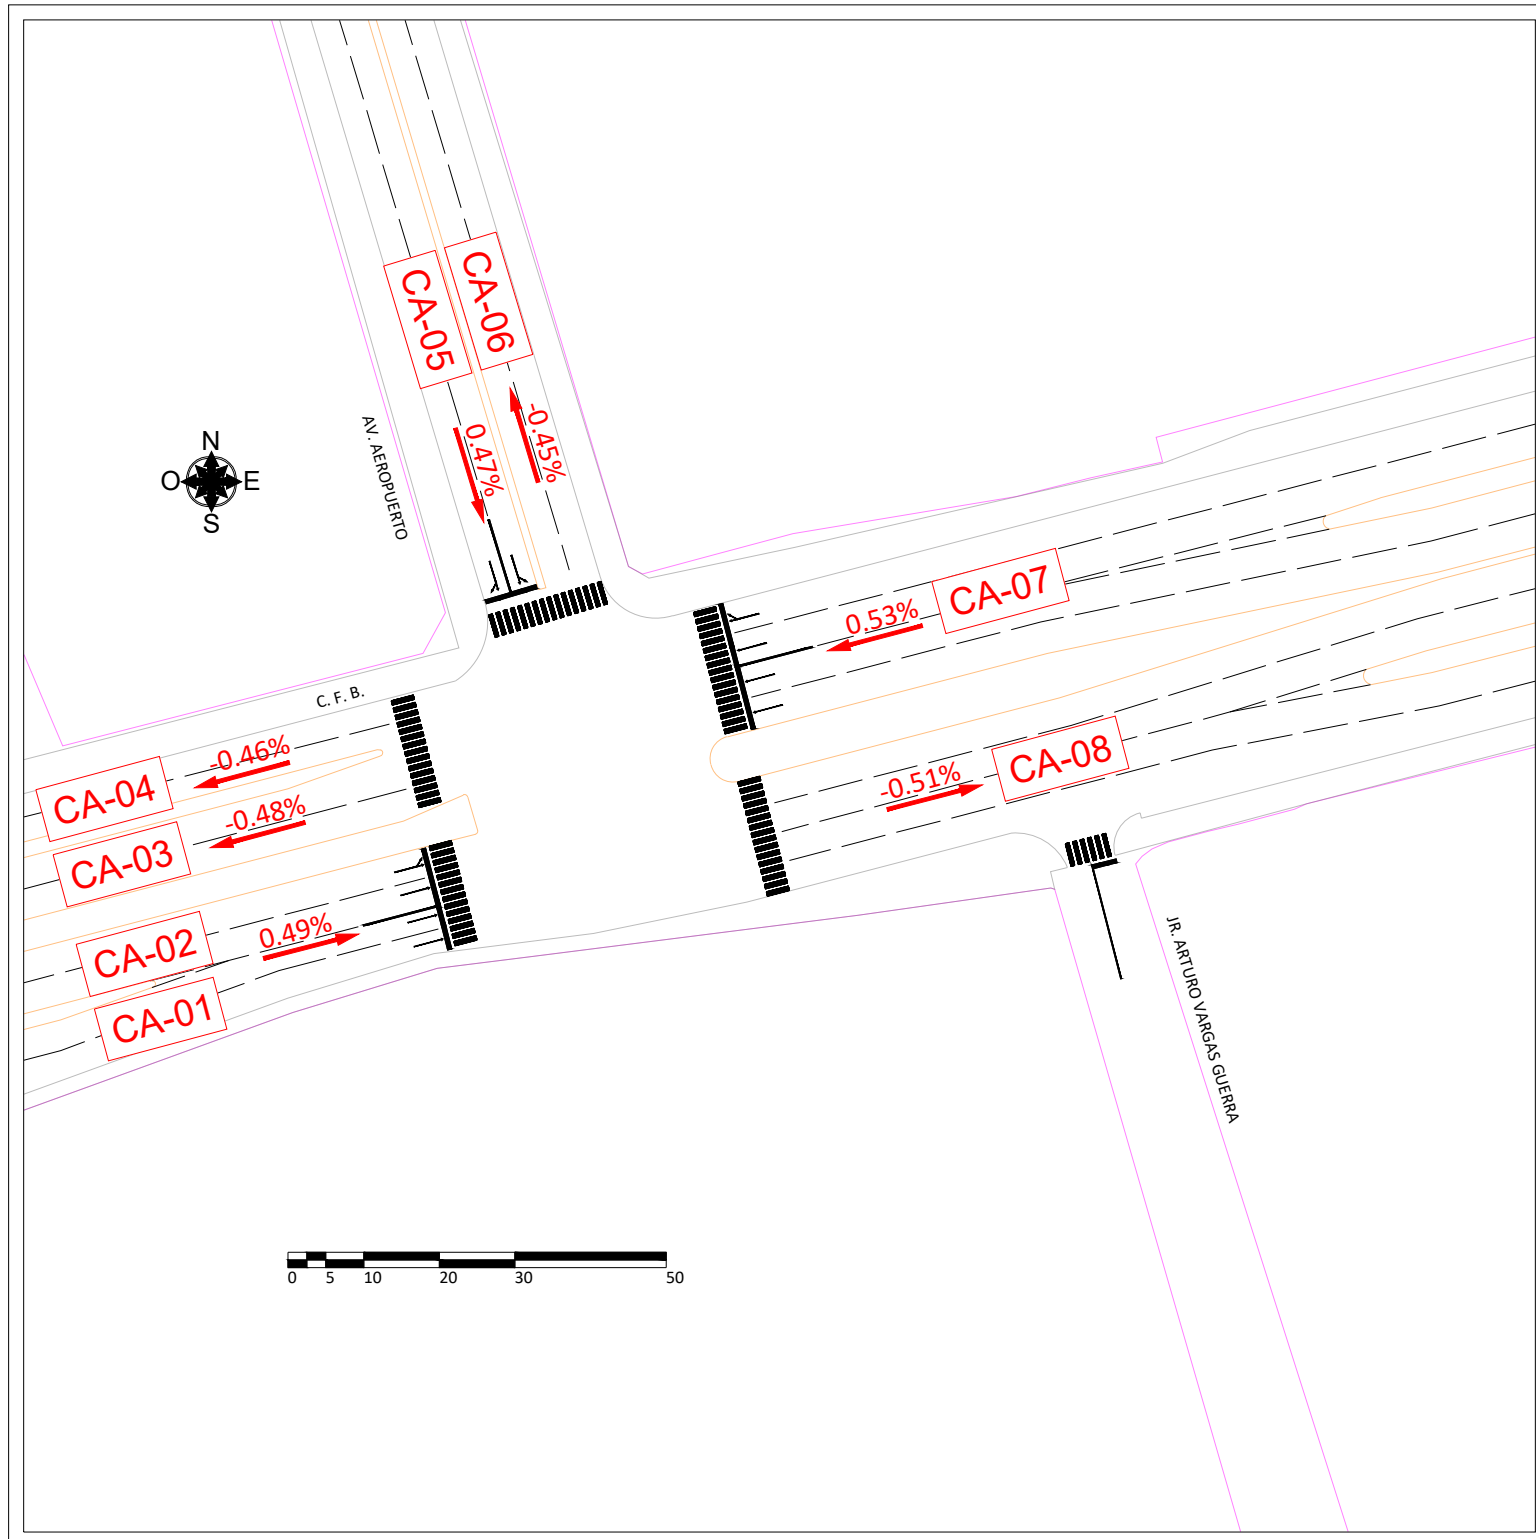 CA-05
CA-06
0.47%
-0.45%
AV. AEROPUERTO
N
O
E
S
CA-07
0.53%
C. F. B.
-0.46%
CA-04
-0.48%
CA-03
CA-08
-0.51%
0.49%
CA-02
CA-01
JR. ARTURO VARGAS GUERRA
0 5 10 20 30 50